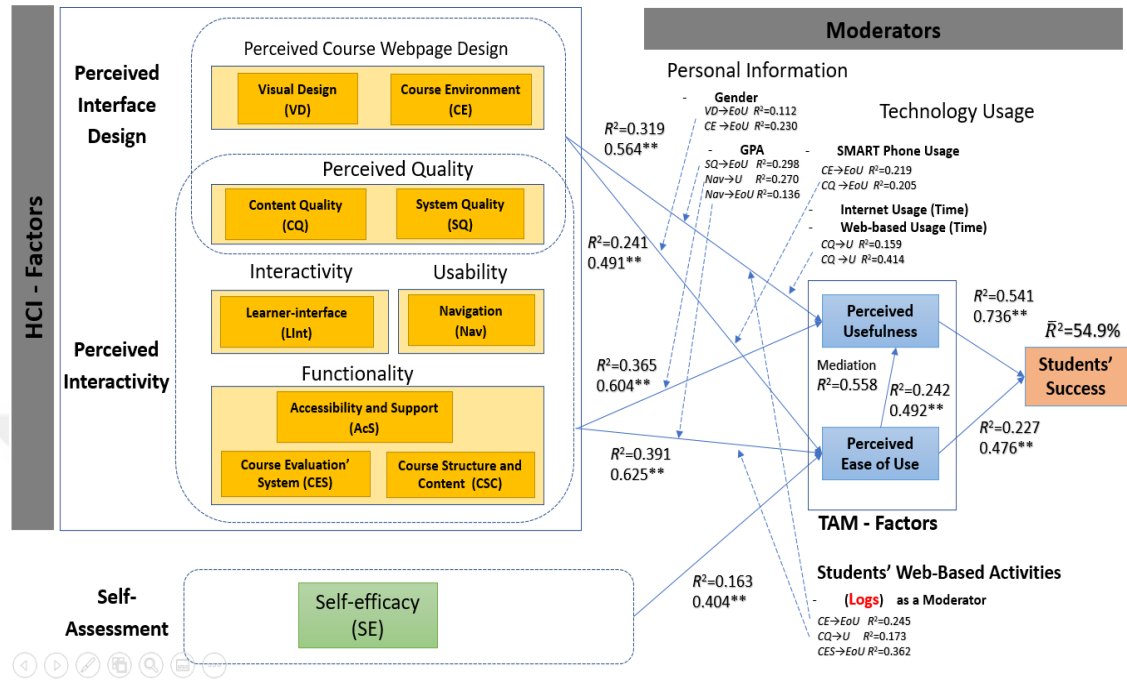 HCI - Factors
Perceived
Interface
Design
Perceived Course Webpage Design
Visual Design
(VD)
Course Environment
(CE)
Perceived Quality
Content Quality
(CQ)
System Quality
(SQ)
Perceived
Interactivity
Interactivity
Usability
Learner-interface
(LInt)
Navigation
(Nav)
Functionality
Accessibility and Support
(AcS)
Course Evaluation'
System (CES)
Course Structure and
Content (CSC)
Self-
Assessment
Self-efficacy
(SE)
Moderators
Personal Information
- Gender
VD→EoU R²=0.112
CE →EoU R²=0.230
- GPA
SQ→EoU R²=0.298
Nav→U R²=0.270
Nav→EoU R²=0.136
Technology Usage
- SMART Phone Usage
CE→EoU R²=0.219
CQ →EoU R²=0.205
- Internet Usage (Time)
- Web-based Usage (Time)
CQ→U R²=0.159
CQ →U R²=0.414
R²=0.319
0.564**
R²=0.241
0.491**
R²=0.365
0.604**
R²=0.391
0.625**
R²=0.163
0.404**
Perceived
Usefulness
Mediation
R²=0.558
R²=0.242
0.492**
Perceived
Ease of Use
TAM - Factors
R²=0.541
0.736**
R²=0.227
0.476**
R̄²=54.9%
Students'
Success
Students' Web-Based Activities
- (Logs) as a Moderator
CE→EoU R²=0.245
CQ→U R²=0.173
CES→EoU R²=0.362